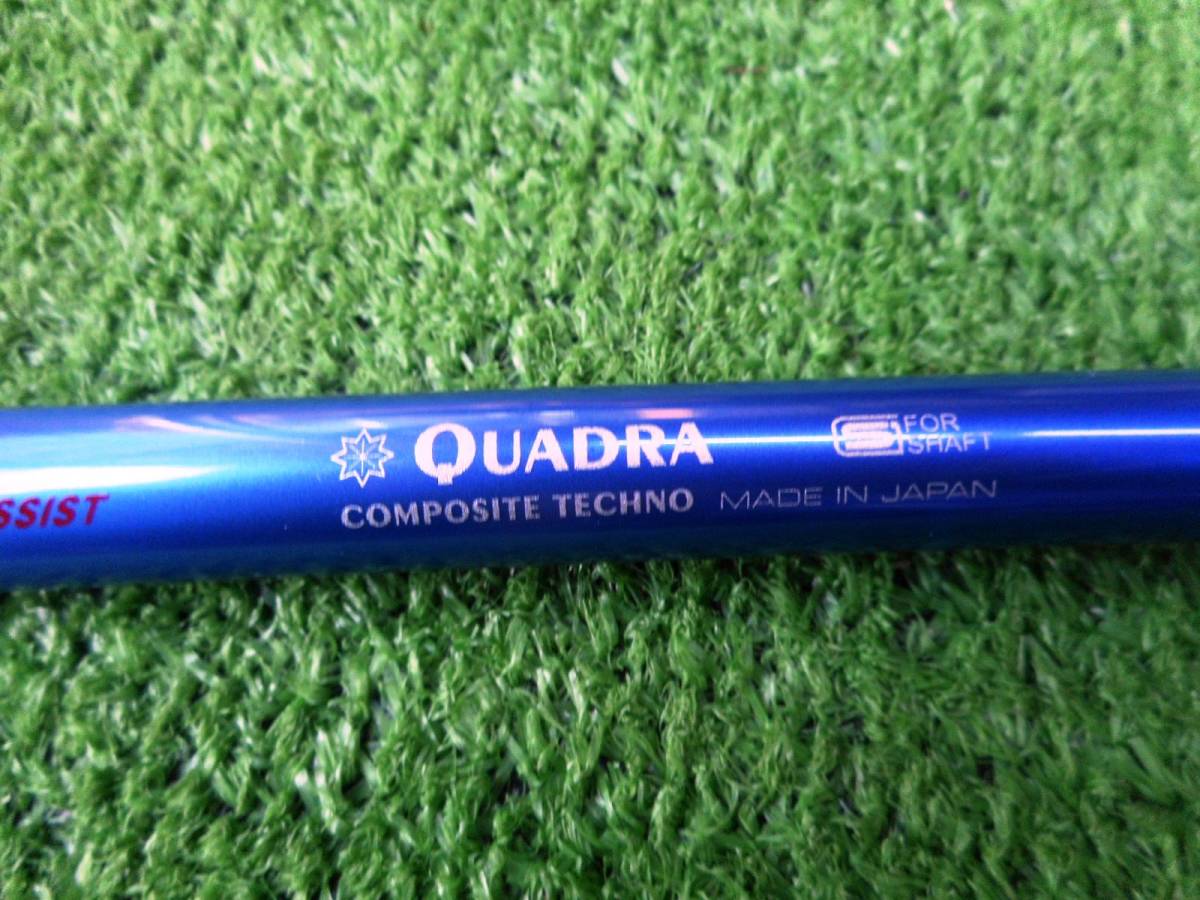 SSIST
QUADRA
COMPOSITE TECHNO
MADE IN JAPAN
S FOR
SHAFT